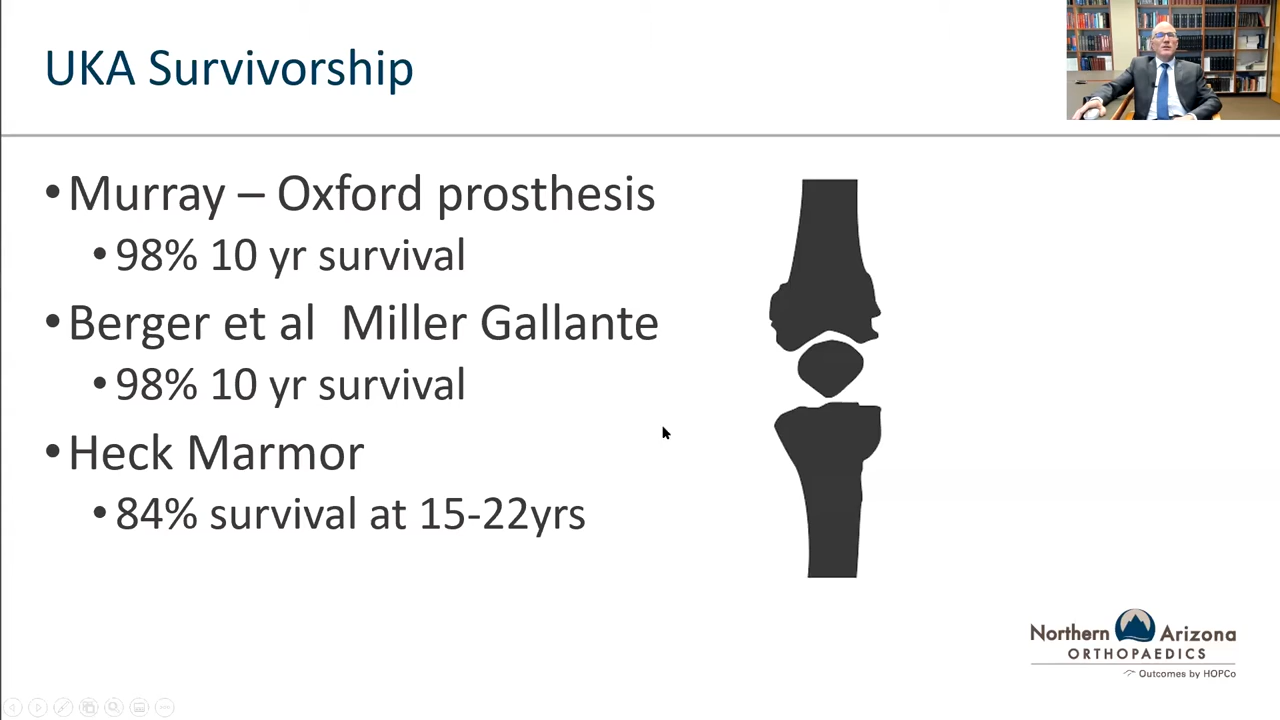 UKA Survivorship
•Murray – Oxford prosthesis
•98% 10 yr survival
•Berger et al  Miller Gallante
•98% 10 yr survival
•Heck Marmor
•84% survival at 15-22yrs
Northern Arizona
ORTHOPAEDICS
Outcomes by HOPCo